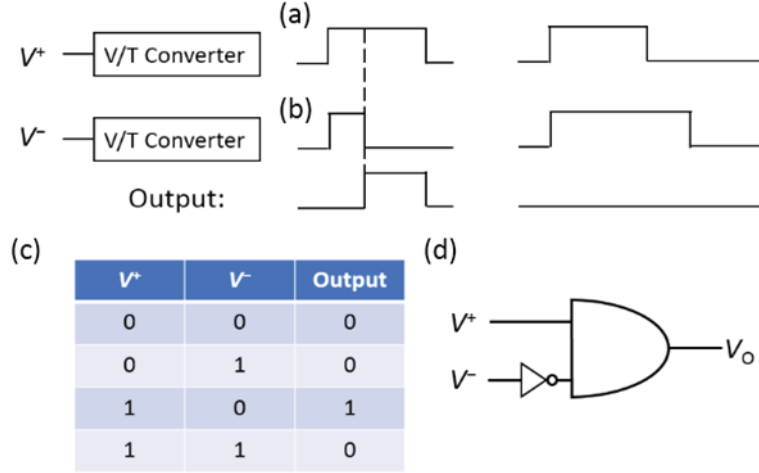 (a)
V⁺ V/T Converter
(b)
V⁻ V/T Converter
Output:
(c)
V⁺ V⁻ Output
0 0 0
0 1 0
1 0 1
1 1 0
(d)
V⁺
V⁻
V_O